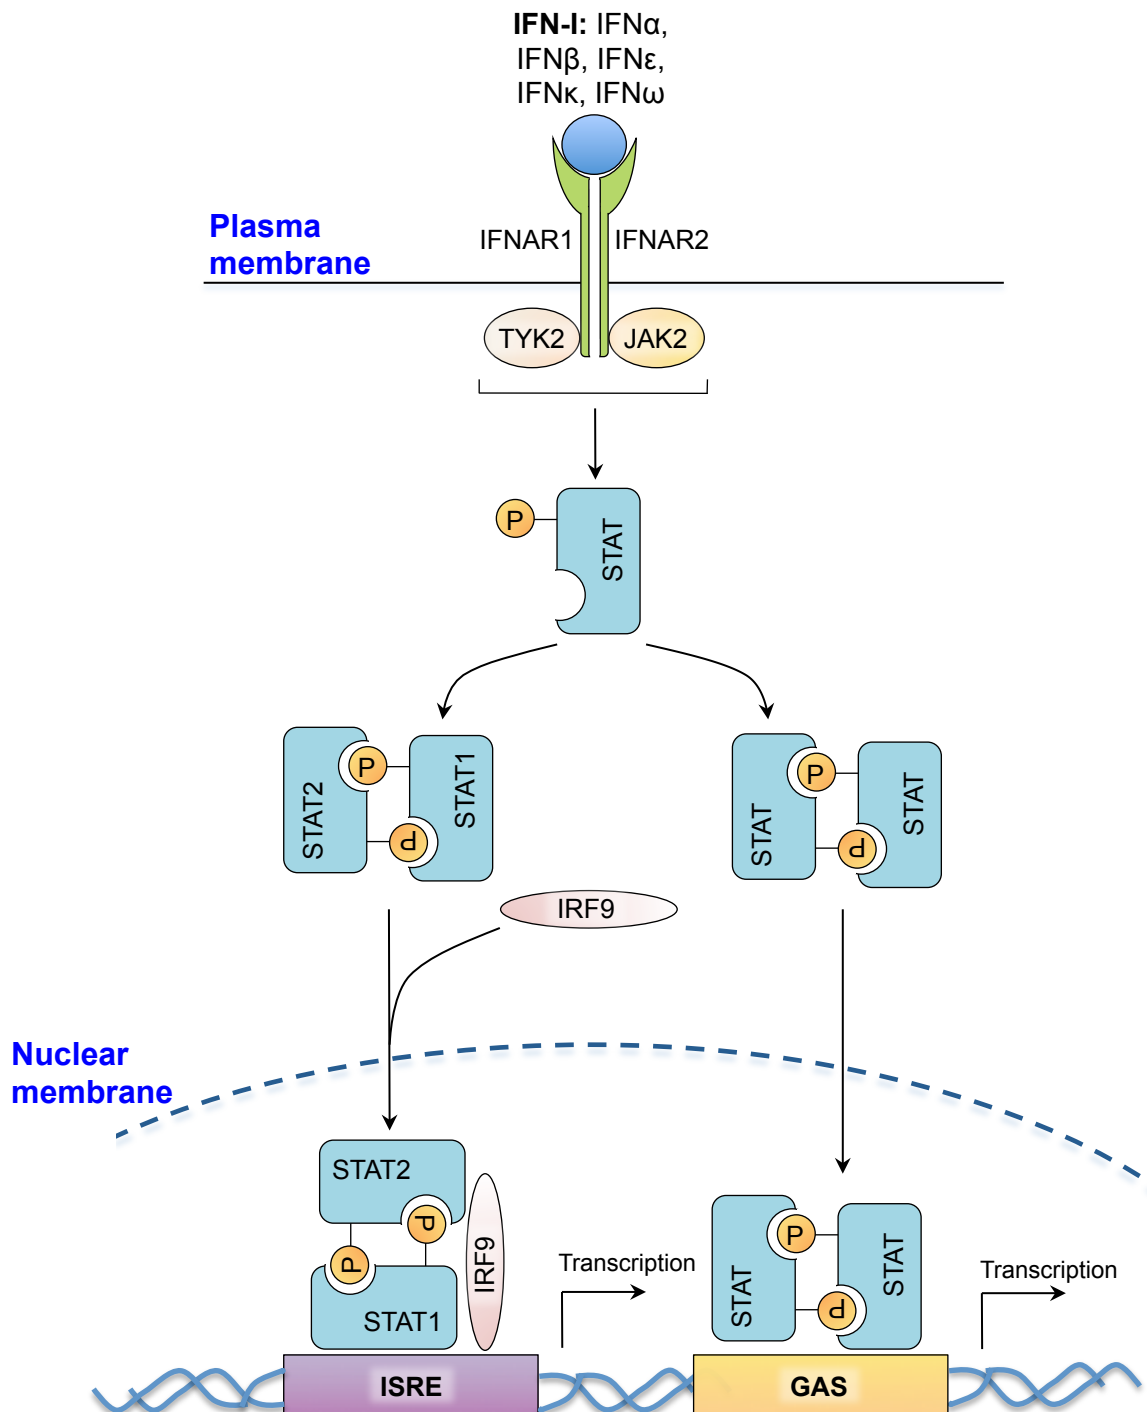 IFN-I: IFNα,
IFNβ, IFNε,
IFNκ, IFNω
Plasma
membrane
IFNAR1
IFNAR2
TYK2
JAK2
P
STAT
STAT2
P
P
STAT1
STAT
P
P
STAT
IRF9
Nuclear
membrane
STAT2
P
P
STAT1
IRF9
Transcription
STAT
P
P
STAT
Transcription
ISRE
GAS